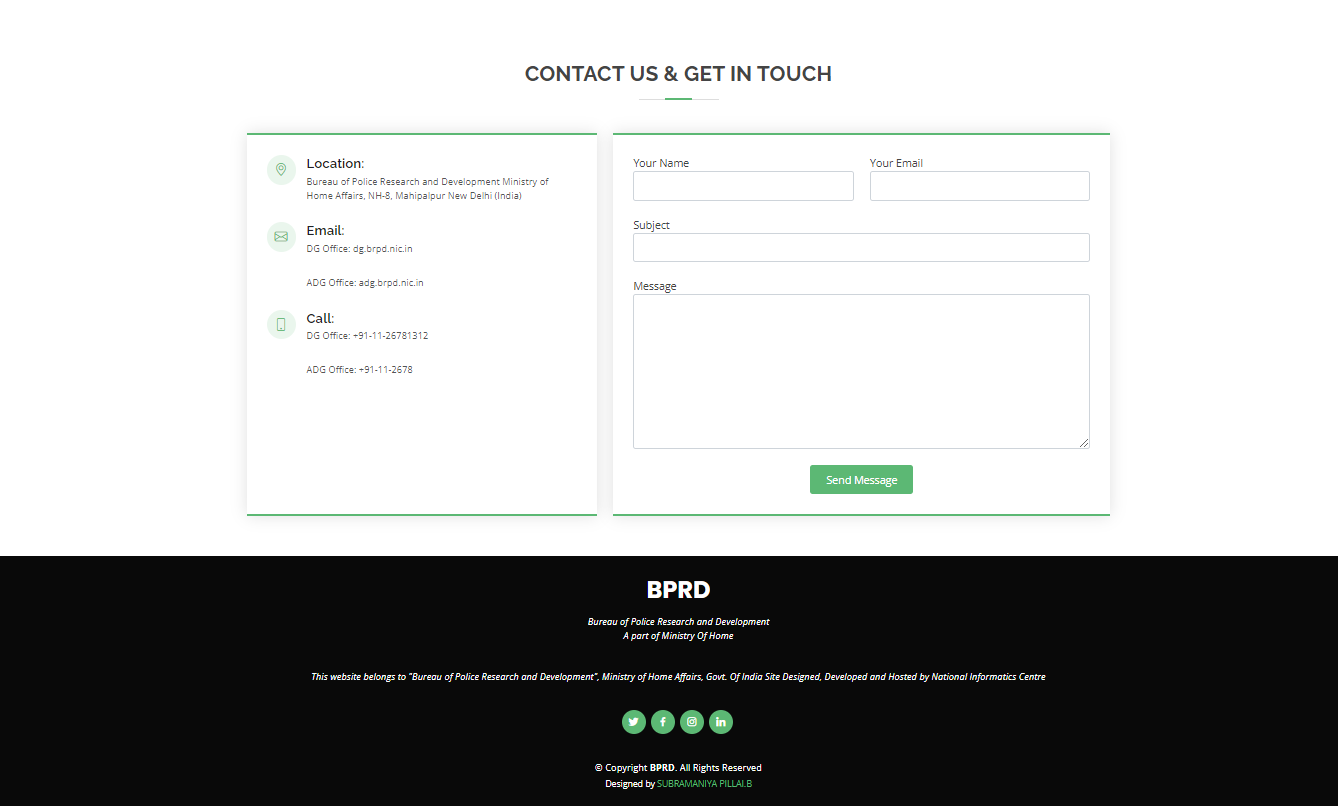 CONTACT US & GET IN TOUCH
Location:
Bureau of Police Research and Development Ministry of
Home Affairs, NH-8, Mahipalpur New Delhi (India)
Email:
DG Office: dg.brpd.nic.in
ADG Office: adg.brpd.nic.in
Call:
DG Office: +91-11-26781312
ADG Office: +91-11-2678
Your Name
Your Email
Subject
Message
Send Message
BPRD
Bureau of Police Research and Development
A part of Ministry Of Home
This website belongs to "Bureau of Police Research and Development", Ministry of Home Affairs, Govt. Of India Site Designed, Developed and Hosted by National Informatics Centre
© Copyright BPRD. All Rights Reserved
Designed by SUBRAMANIYA PILLAI.B